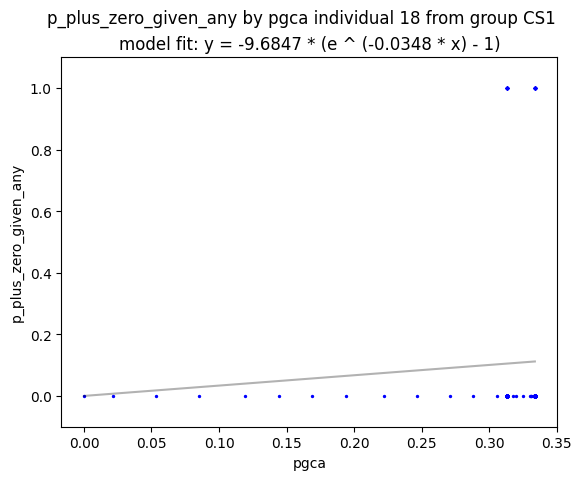 p_plus_zero_given_any by pgca individual 18 from group CS1
model fit: y = -9.6847 * (e ^ (-0.0348 * x) - 1)
1.0
0.8
0.6
0.4
0.2
0.0
p_plus_zero_given_any
0.00 0.05 0.10 0.15 0.20 0.25 0.30 0.35
pgca